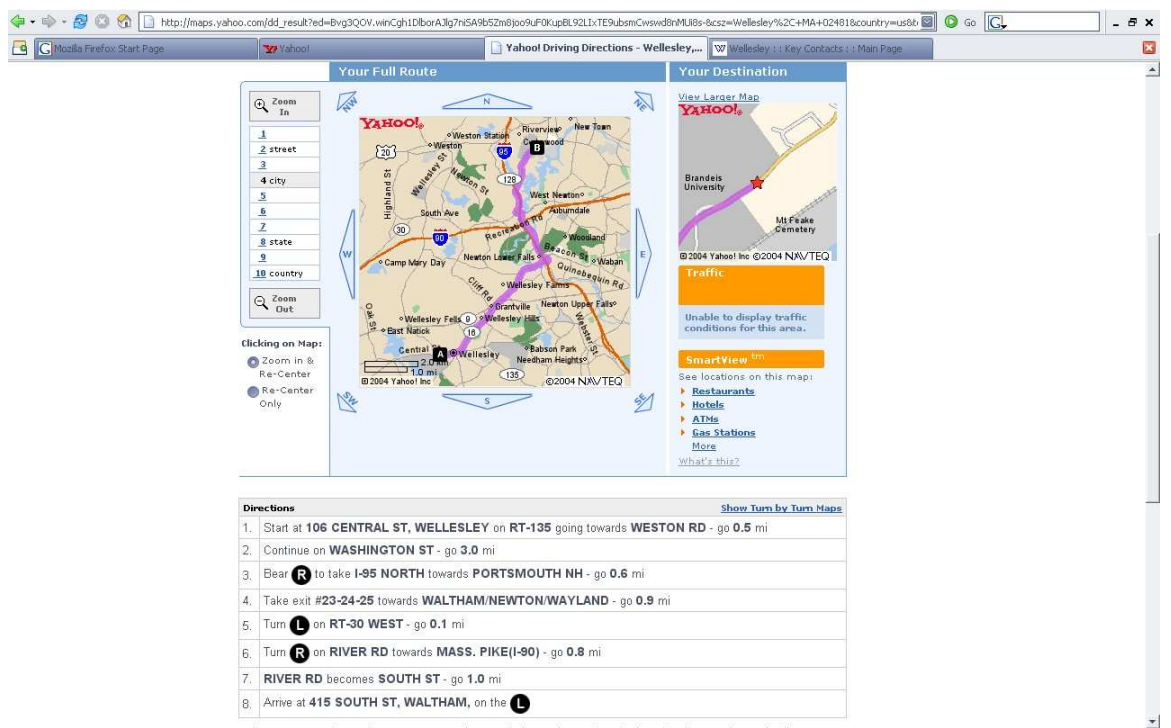 http://maps.yahoo.com/dd_result?ed=
Go
Mozilla Firefox Start Page
Yahoo!
Yahoo! Driving Directions - Wellesley,...
Wellesley : : Key Contacts : : Main Page
Your Full Route
Your Destination
Zoom In
1
2 street
3
4 city
5
6
7
8 state
9
10 country
Zoom Out
Clicking on Map:
Zoom in &
Re-Center
Re-Center
Only
NW
N
NE
W
E
SW
S
SE
YAHOO!
Weston Station
Riverview
New Town
Weston
20
95
B
128
Highland St
Wellesley St
Newton St
West Newton
South Ave
Auburndale
Recreation Rd
30
90
Woodland
Beacon St
Camp Mary Day
Newton Lower Falls
Waban
Quinobequin Rd
Cliff Rd
Wellesley Farms
Oak St
Grantville
Newton Upper Falls
Wellesley Fells
9
Wellesley Hills
East Natick
16
Webster St
Central
A
Wellesley
Babson Park
2.0 km
Needham Heights
1.0 mi
135
© 2004 Yahoo! Inc
©2004 NAVTEQ
View Larger Map
YAHOO!
Brandeis
University
Mt Feake
Cemetery
© 2004 Yahoo! Inc ©2004 NAVTEQ
Traffic
Unable to display traffic
conditions for this area.
SmartView tm
See locations on this map:
Restaurants
Hotels
ATMs
Gas Stations
More
What's this?
Directions
Show Turn by Turn Maps
1. Start at 106 CENTRAL ST, WELLESLEY on RT-135 going towards WESTON RD - go 0.5 mi
2. Continue on WASHINGTON ST - go 3.0 mi
3. Bear R to take I-95 NORTH towards PORTSMOUTH NH - go 0.6 mi
4. Take exit #23-24-25 towards WALTHAM/NEWTON/WAYLAND - go 0.9 mi
5. Turn L on RT-30 WEST - go 0.1 mi
6. Turn R on RIVER RD towards MASS. PIKE(I-90) - go 0.8 mi
7. RIVER RD becomes SOUTH ST - go 1.0 mi
8. Arrive at 415 SOUTH ST, WALTHAM, on the L